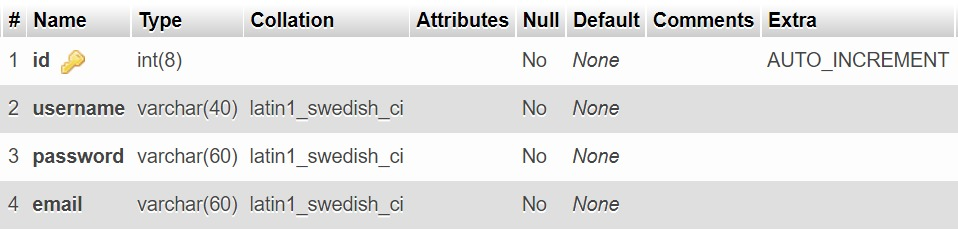 # Name Type Collation Attributes Null Default Comments Extra
1 id int(8) No None AUTO_INCREMENT
2 username varchar(40) latin1_swedish_ci No None
3 password varchar(60) latin1_swedish_ci No None
4 email varchar(60) latin1_swedish_ci No None